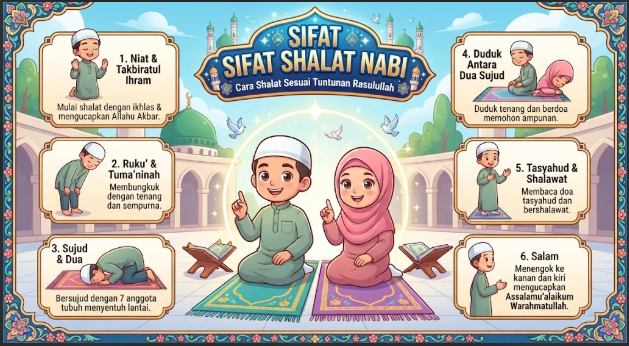 SIFAT
SIFAT SHALAT NABI
Cara Shalat Sesuai Tuntunan Rasulullah
1. Niat &
Takbiratul
Ihram
Mulai shalat dengan ikhlas &
mengucapkan Allahu Akbar.
2. Ruku' &
Tuma'ninah
Membungkuk
dengan tenang
dan sempurna.
3. Sujud
& Dua
Bersujud dengan 7 anggota
tubuh menyentuh lantai.
4. Duduk
Antara
Dua Sujud
Duduk tenang dan berdoa
memohon ampunan.
5. Tasyahud &
Shalawat
Membaca doa
tasyahud dan
bershalawat.
6. Salam
Menengok ke
kanan dan kiri
mengucapkan
Assalamu'alaikum
Warahmatullah.